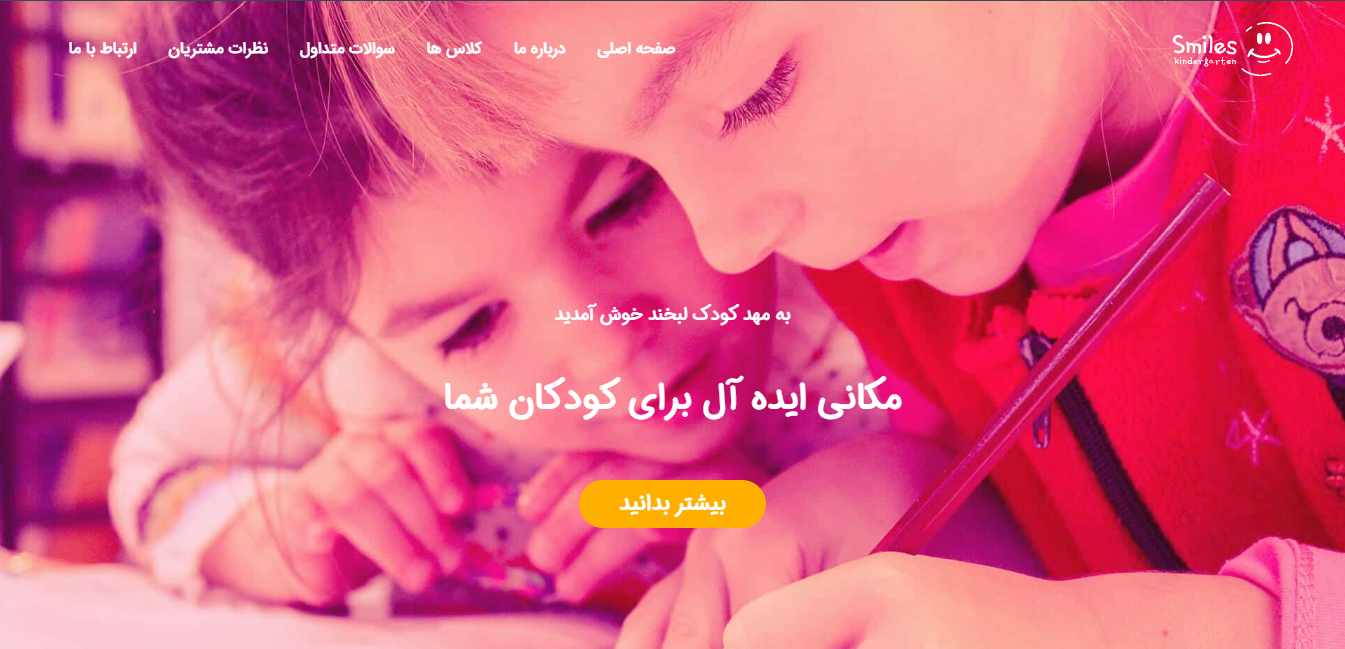 Smiles
kindergarten
صفحه اصلی درباره ما کلاس ها سوالات متداول نظرات مشتریان ارتباط با ما
به مهد کودک لبخند خوش آمدید
مکانی ایده آل برای کودکان شما
بیشتر بدانید